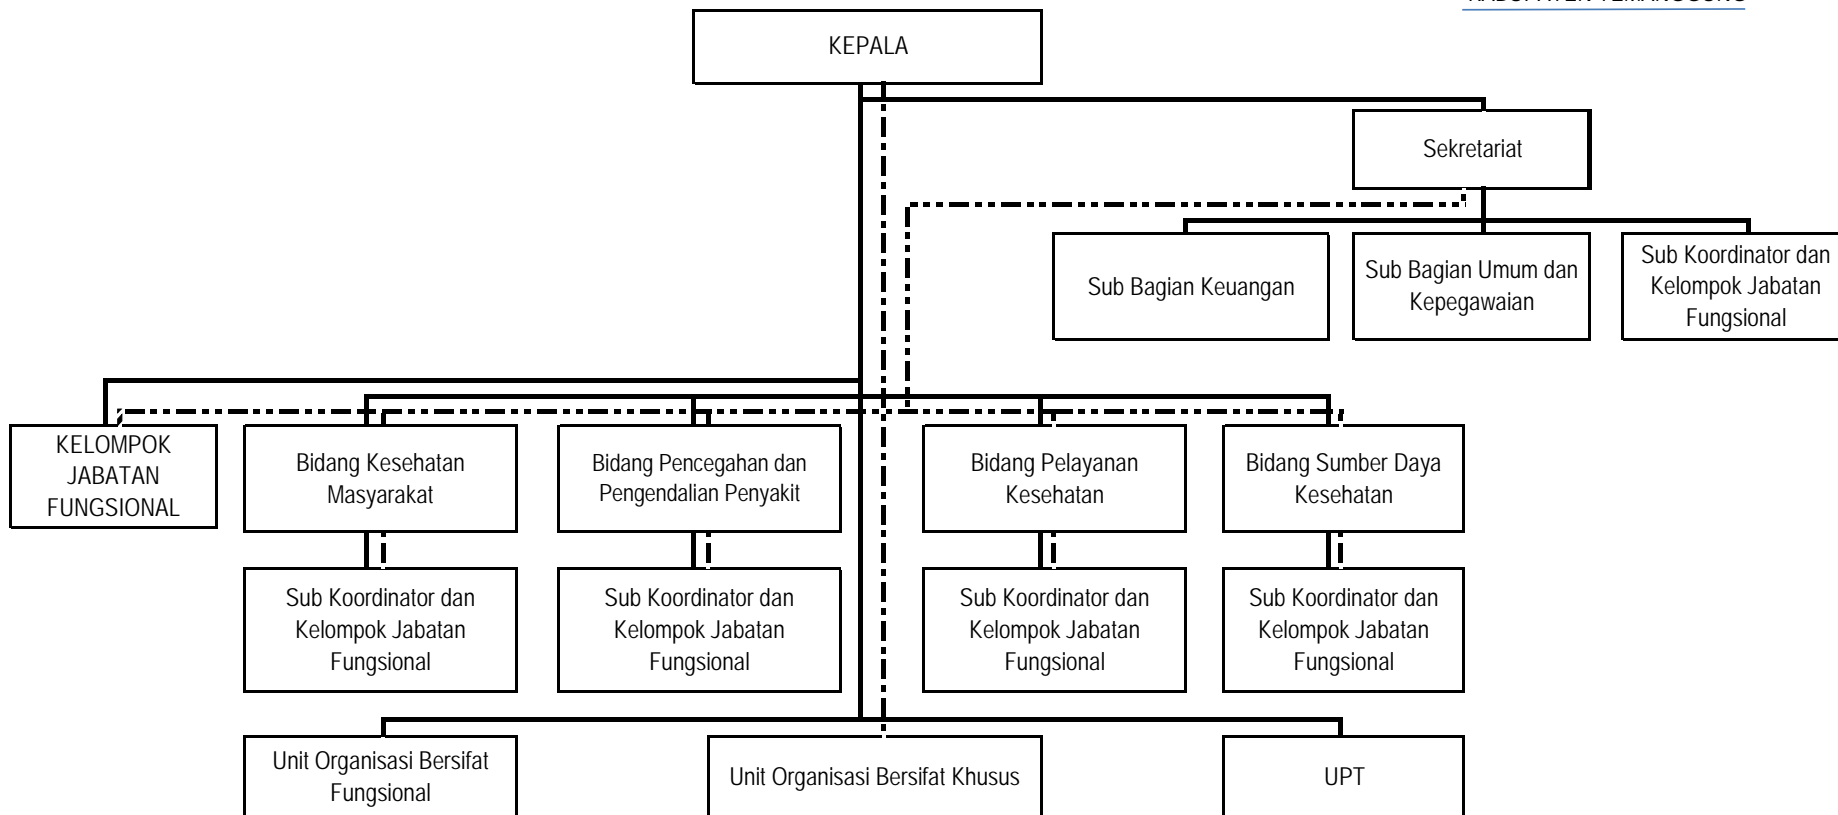 KABUPATEN TEMANGGUNG
KEPALA
Sekretariat
Sub Bagian Keuangan
Sub Bagian Umum dan
Kepegawaian
Sub Koordinator dan
Kelompok Jabatan
Fungsional
KELOMPOK
JABATAN
FUNGSIONAL
Bidang Kesehatan
Masyarakat
Bidang Pencegahan dan
Pengendalian Penyakit
Bidang Pelayanan
Kesehatan
Bidang Sumber Daya
Kesehatan
Sub Koordinator dan
Kelompok Jabatan
Fungsional
Sub Koordinator dan
Kelompok Jabatan
Fungsional
Sub Koordinator dan
Kelompok Jabatan
Fungsional
Sub Koordinator dan
Kelompok Jabatan
Fungsional
Unit Organisasi Bersifat
Fungsional
Unit Organisasi Bersifat Khusus
UPT